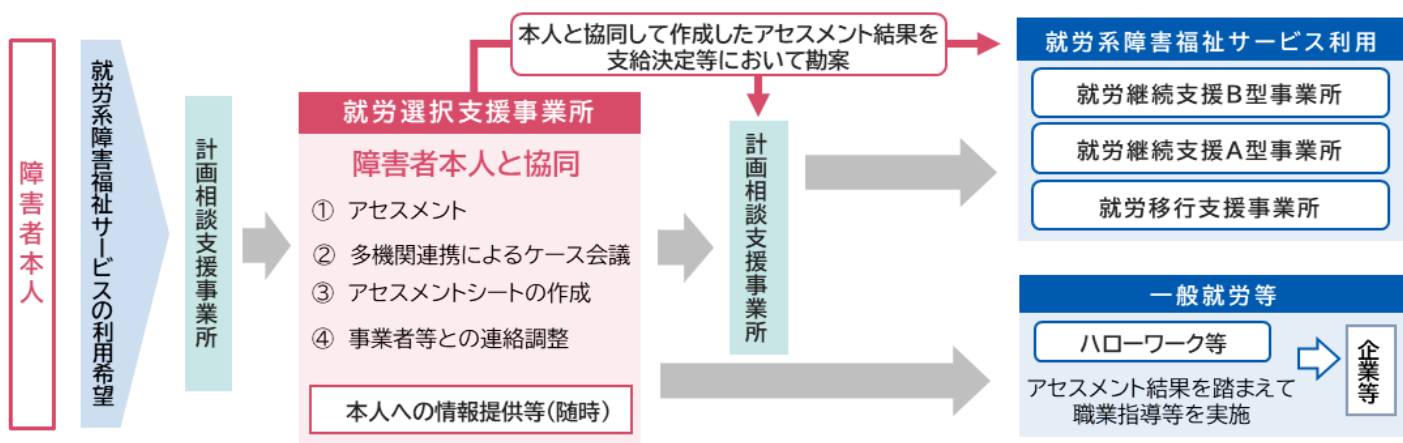 障害者本人
就労系障害福祉サービスの利用希望
計画相談支援事業所
就労選択支援事業所
障害者本人と協同
① アセスメント
② 多機関連携によるケース会議
③ アセスメントシートの作成
④ 事業者等との連絡調整
本人への情報提供等(随時)
本人と協同して作成したアセスメント結果を
支給決定等において勘案
計画相談支援事業所
就労系障害福祉サービス利用
就労継続支援B型事業所
就労継続支援A型事業所
就労移行支援事業所
一般就労等
ハローワーク等
アセスメント結果を踏まえて
職業指導等を実施
企業等